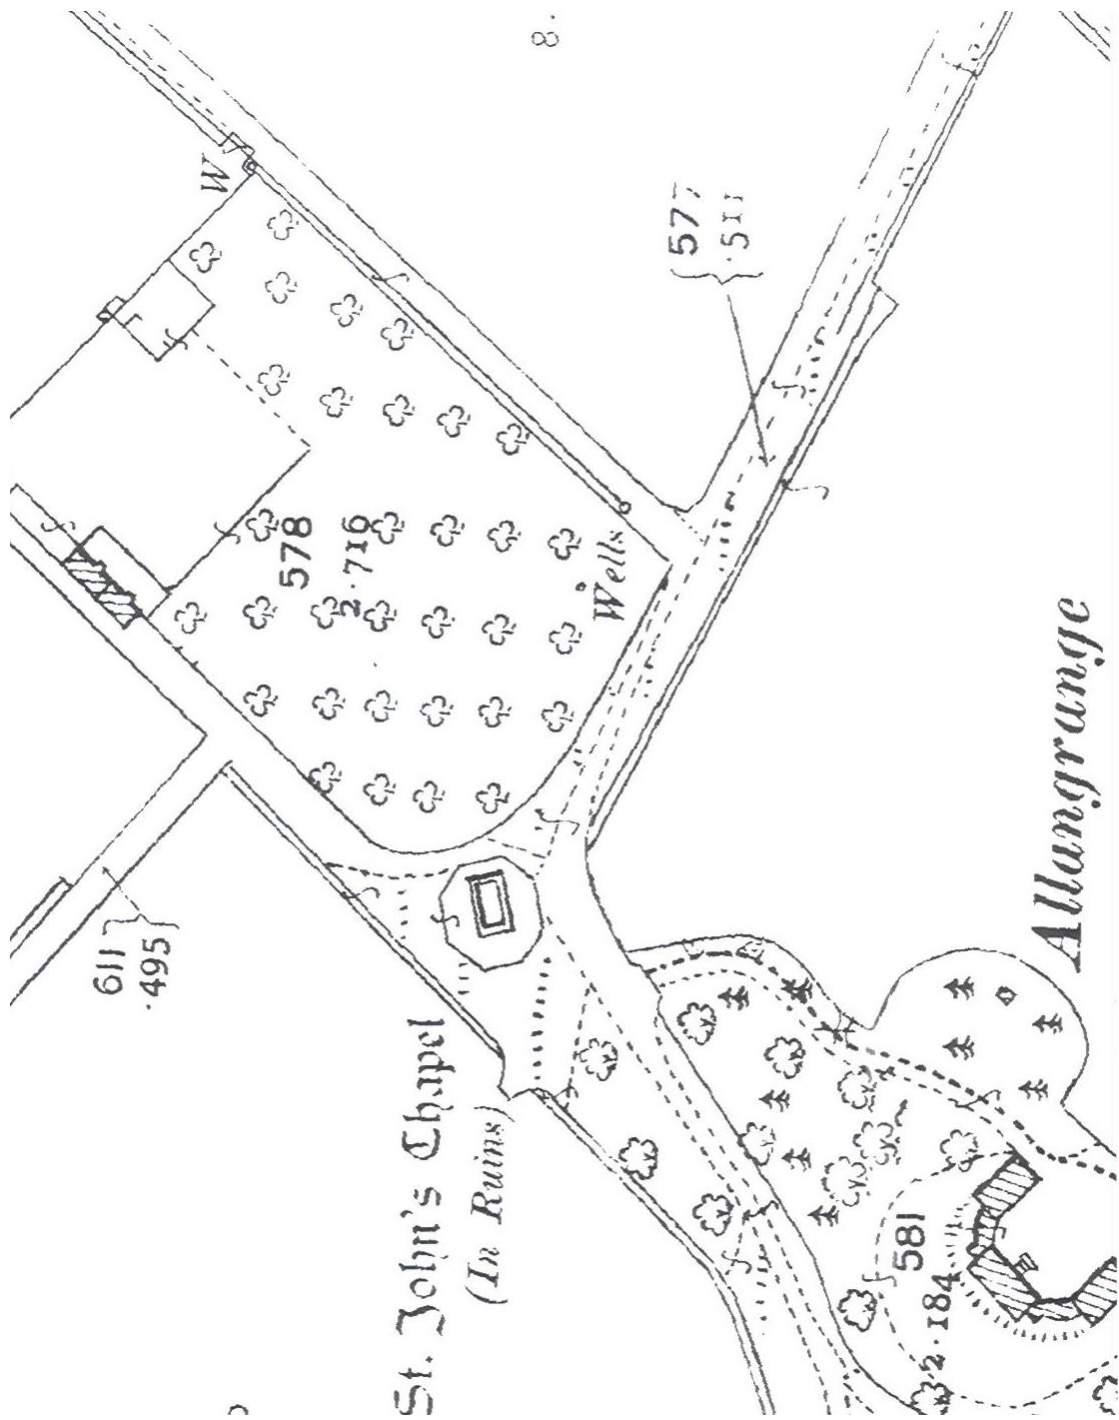 8.
W
577
.511
578
2.716
Wells
611
.495
St. John's Chapel
(In Ruins)
Allangrange
581
2.184